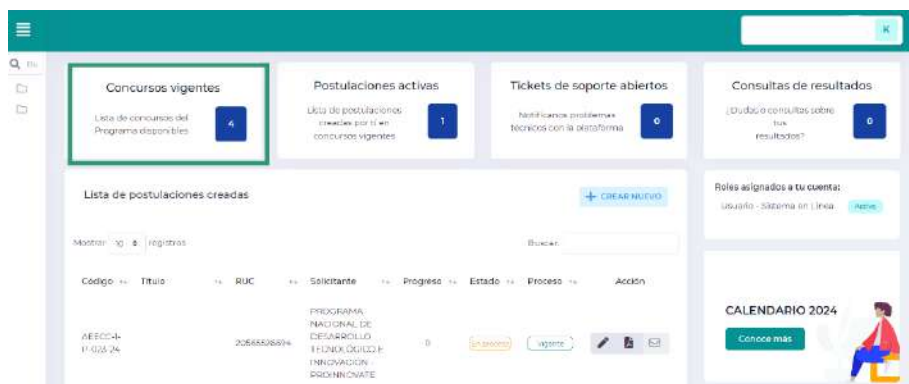 K
Concursos vigentes
Lista de concursos del
Programa disponibles
4
Postulaciones activas
Lista de postulaciones
creadas por ti en
concursos vigentes
1
Tickets de soporte abiertos
Notifícanos problemas
técnicos con la plataforma
0
Consultas de resultados
¿Dudas o consultas sobre
tus
resultados?
0
Lista de postulaciones creadas
+ CREAR NUEVO
Roles asignados a tu cuenta:
Usuario - Sistema en Línea
Activo
Mostrar 10 registros
Buscar:
Código Título RUC Solicitante Progreso Estado Proceso Acción
PROGRAMA
NACIONAL DE
DESARROLLO
TECNOLÓGICO E
INNOVACIÓN -
PROINNOVATE
En proceso
Vigente
CALENDARIO 2024
Conoce más